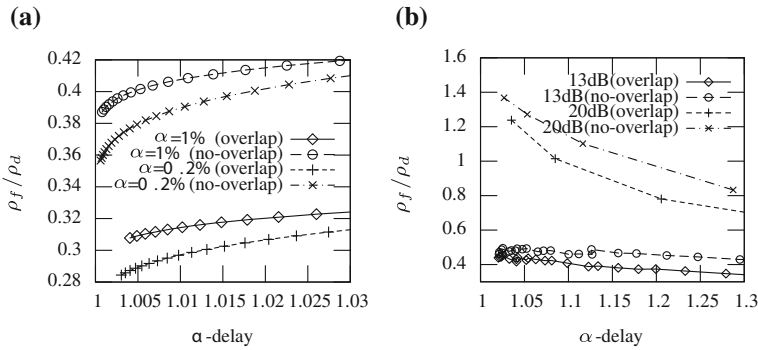 (a)
0.42
0.4
0.38
0.36
0.34
0.32
0.3
0.28
ρf/ρd
α=1% (overlap)
α=1% (no-overlap)
α=0 .2% (overlap)
α=0 .2% (no-overlap)
1 1.005 1.01 1.015 1.02 1.025 1.03
α-delay
(b)
1.6
1.4
1.2
1
0.8
0.6
0.4
ρf/ρd
13dB(overlap)
13dB(no-overlap)
20dB(overlap)
20dB(no-overlap)
1 1.05 1.1 1.15 1.2 1.25 1.3
α-delay